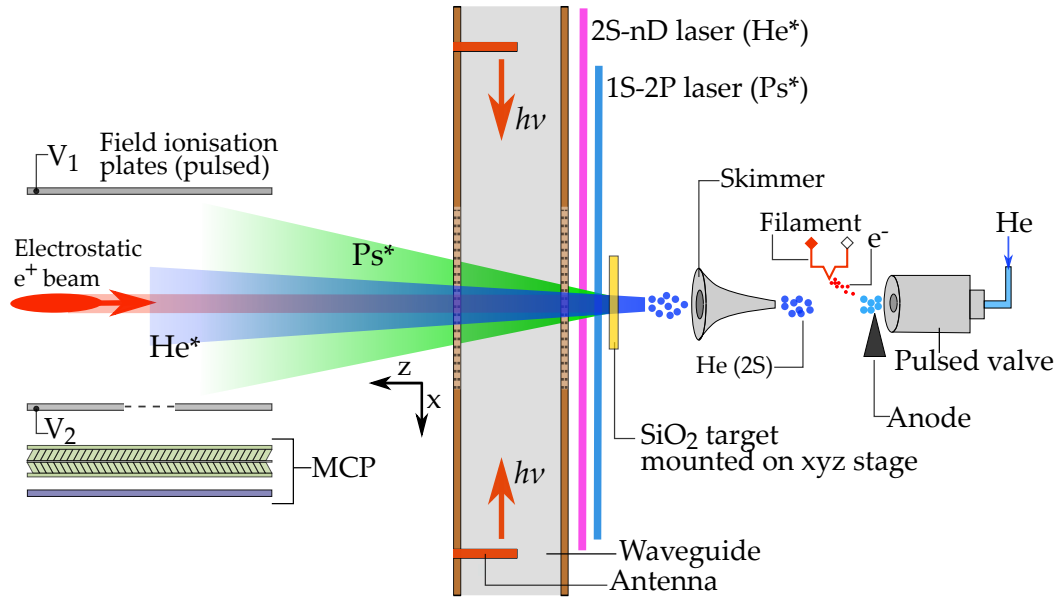 2S-nD laser (He*)
1S-2P laser (Ps*)
hν
V1
Field ionisation
plates (pulsed)
Skimmer
Filament
e-
He
Ps*
Electrostatic
e+ beam
He*
He (2S)
Pulsed valve
z
x
Anode
V2
SiO2 target
mounted on xyz stage
MCP
hν
Waveguide
Antenna